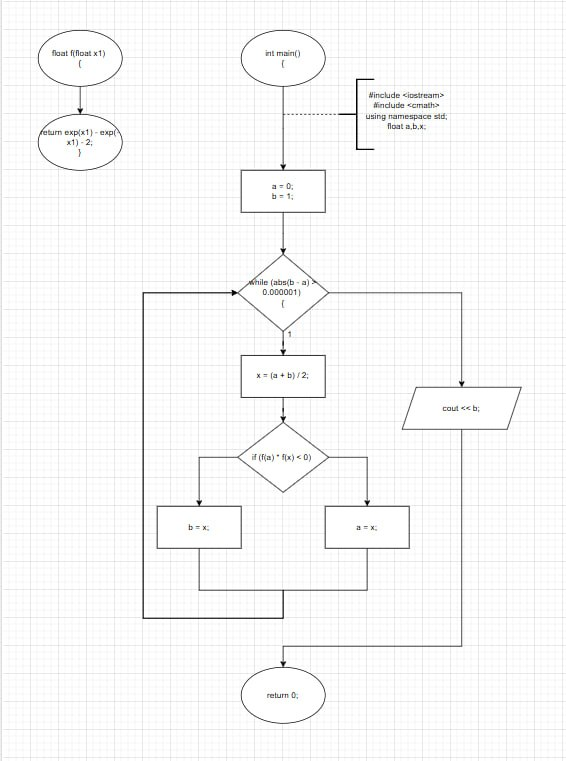 float f(float x1)
{
return exp(x1) - exp(-
x1) - 2;
}
int main()
{
#include <iostream>
#include <cmath>
using namespace std;
float a,b,x;
a = 0;
b = 1;
while (abs(b - a) >
0.000001)
{
1
x = (a + b) / 2;
cout << b;
if (f(a) * f(x) < 0)
b = x;
a = x;
return 0;